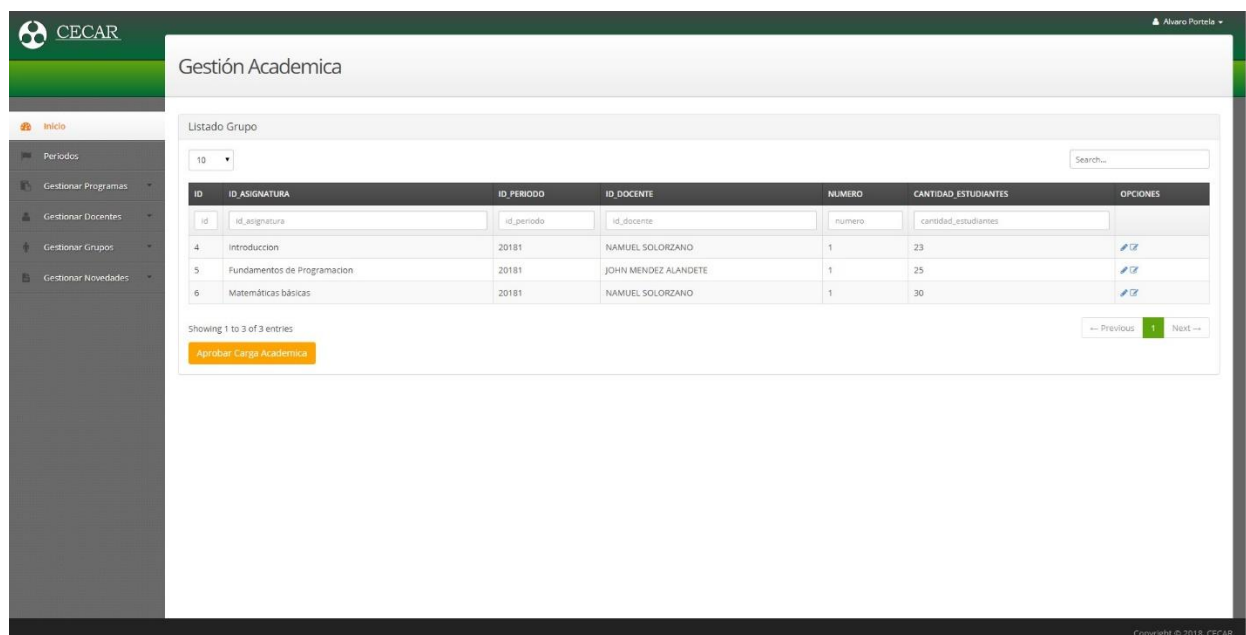 CECAR
Alvaro Portela
Gestión Academica
Inicio
Periodos
Gestionar Programas
Gestionar Docentes
Gestionar Grupos
Gestionar Novedades
Listado Grupo
10
Search...
ID ID_ASIGNATURA ID_PERIODO ID_DOCENTE NUMERO CANTIDAD_ESTUDIANTES OPCIONES
id id_asignatura id_periodo id_docente numero cantidad_estudiantes
4 Introduccion 20181 NAMUEL SOLORZANO 1 23
5 Fundamentos de Programacion 20181 JOHN MENDEZ ALANDETE 1 25
6 Matemáticas básicas 20181 NAMUEL SOLORZANO 1 30
Showing 1 to 3 of 3 entries
← Previous 1 Next →
Aprobar Carga Academica
Copyright © 2018. CECAR